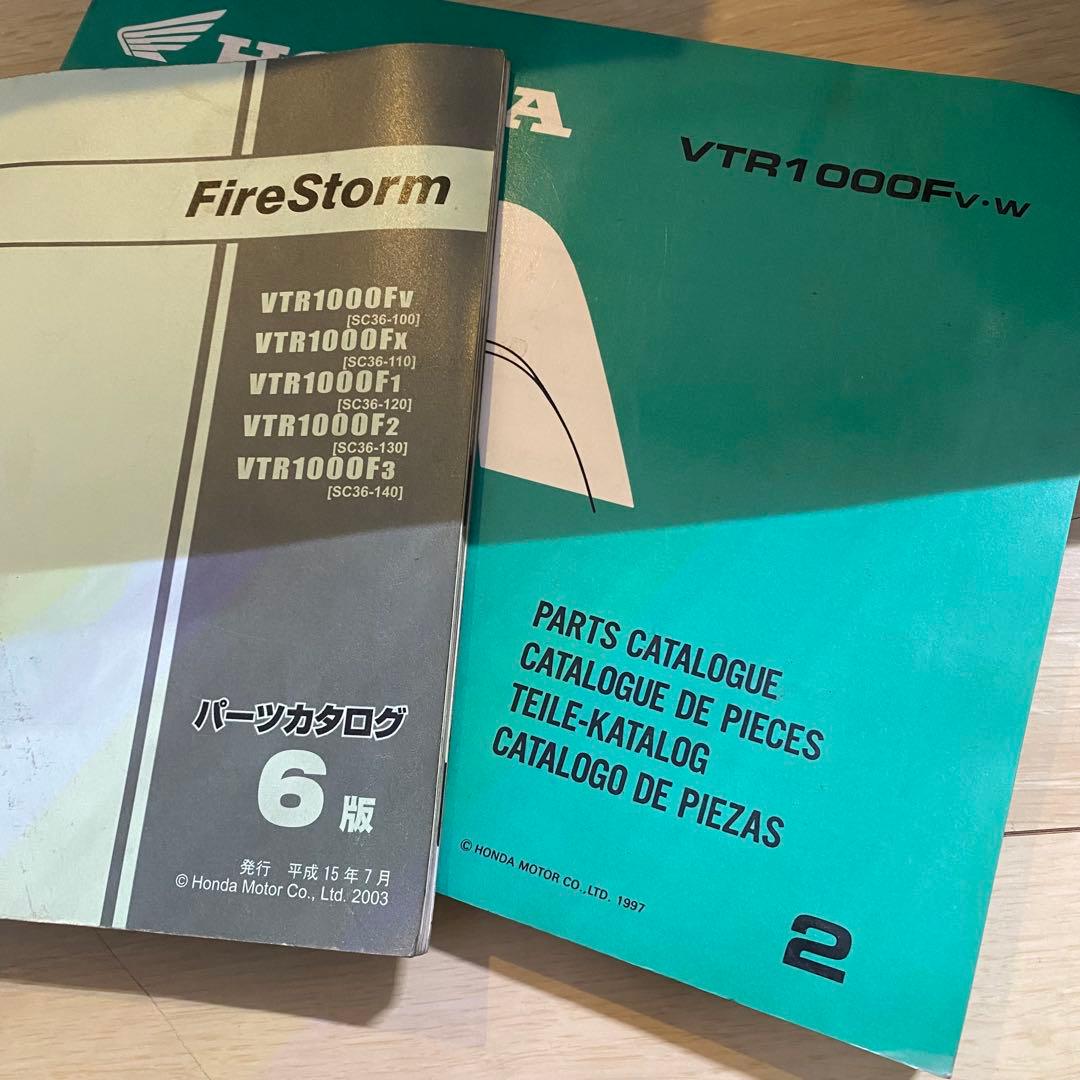 FireStorm
VTR1000FV
[SC36-100]
VTR1000FX
[SC36-110]
VTR1000F1
[SC36-120]
VTR1000F2
[SC36-130]
VTR1000F3
[SC36-140]
パーツカタログ
6版
発行 平成15年7月
© Honda Motor Co., Ltd. 2003
VTR1000FV·W
PARTS CATALOGUE
CATALOGUE DE PIECES
TEILE-KATALOG
CATALOGO DE PIEZAS
© HONDA MOTOR CO.,LTD. 1997
2